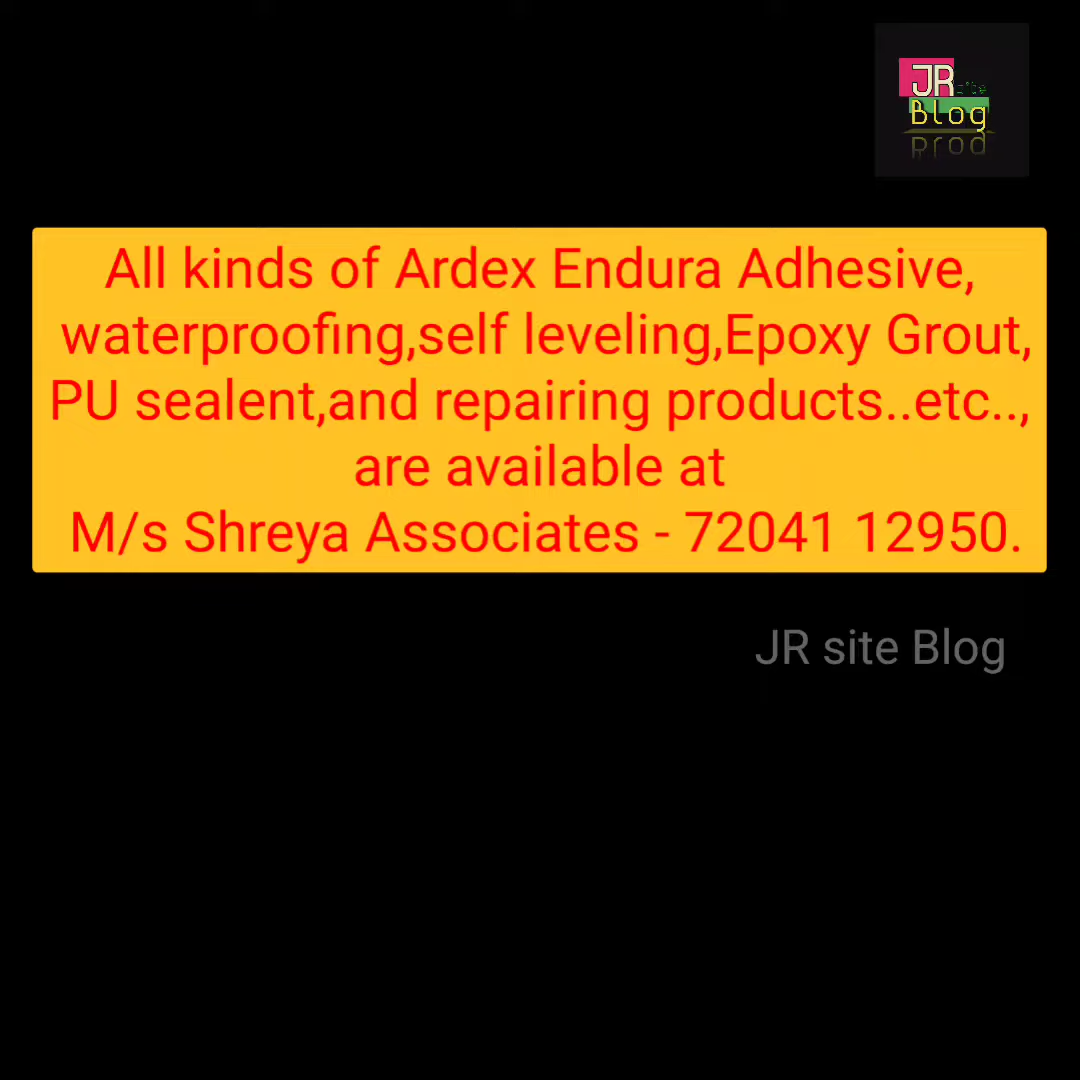 JR site
Blog
All kinds of Ardex Endura Adhesive,
waterproofing,self leveling,Epoxy Grout,
PU sealent,and repairing products..etc..,
are available at
M/s Shreya Associates - 72041 12950.
JR site Blog